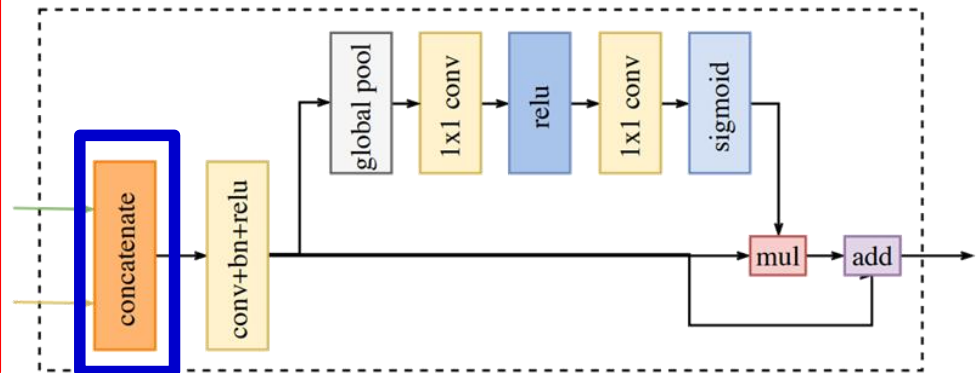 concatenate
conv+bn+relu
global pool
1x1 conv
relu
1x1 conv
sigmoid
mul
add